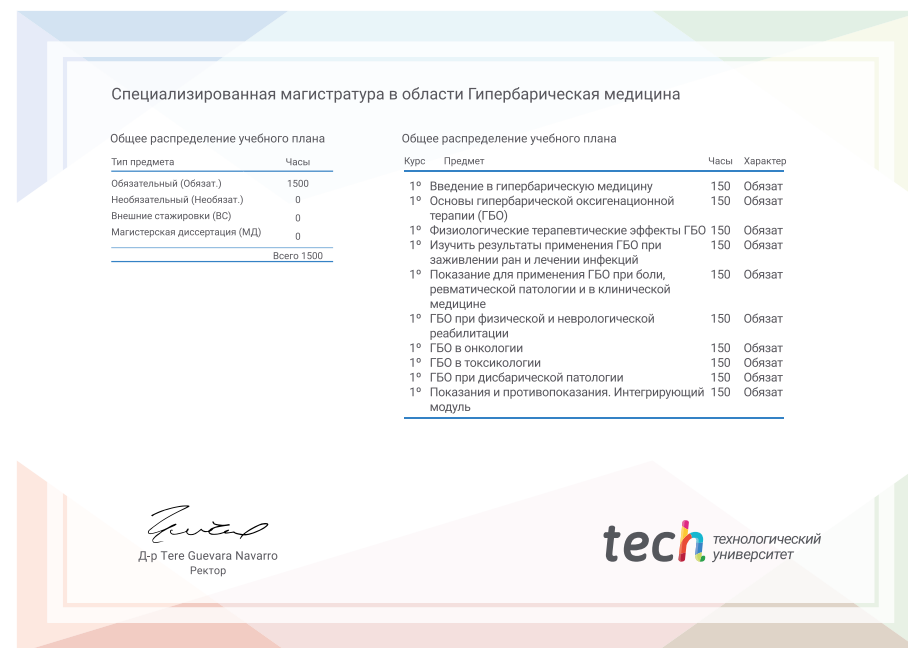 Специализированная магистратура в области Гипербарическая медицина
Общее распределение учебного плана
Тип предмета Часы
Обязательный (Обязат.) 1500
Необязательный (Необязат.) 0
Внешние стажировки (ВС) 0
Магистерская диссертация (МД) 0
Всего 1500
Общее распределение учебного плана
Курс Предмет Часы Характер
1º Введение в гипербарическую медицину 150 Обязат
1º Основы гипербарической оксигенационной 150 Обязат
терапии (ГБО)
1º Физиологические терапевтические эффекты ГБО 150 Обязат
1º Изучить результаты применения ГБО при 150 Обязат
заживлении ран и лечении инфекций
1º Показание для применения ГБО при боли, 150 Обязат
ревматической патологии и в клинической
медицине
1º ГБО при физической и неврологической 150 Обязат
реабилитации
1º ГБО в онкологии 150 Обязат
1º ГБО в токсикологии 150 Обязат
1º ГБО при дисбарической патологии 150 Обязат
1º Показания и противопоказания. Интегрирующий 150 Обязат
модуль
Д-р Tere Guevara Navarro
Ректор
tech технологический
университет